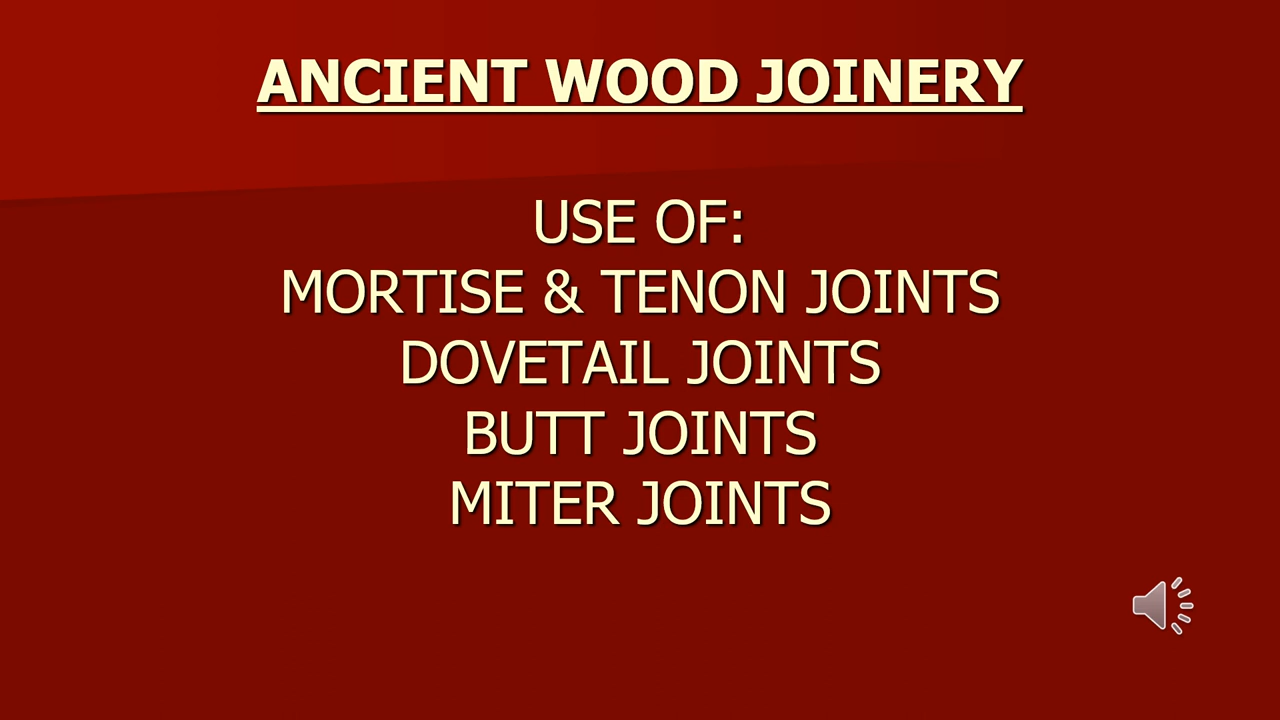 ANCIENT WOOD JOINERY
USE OF:
MORTISE & TENON JOINTS
DOVETAIL JOINTS
BUTT JOINTS
MITER JOINTS